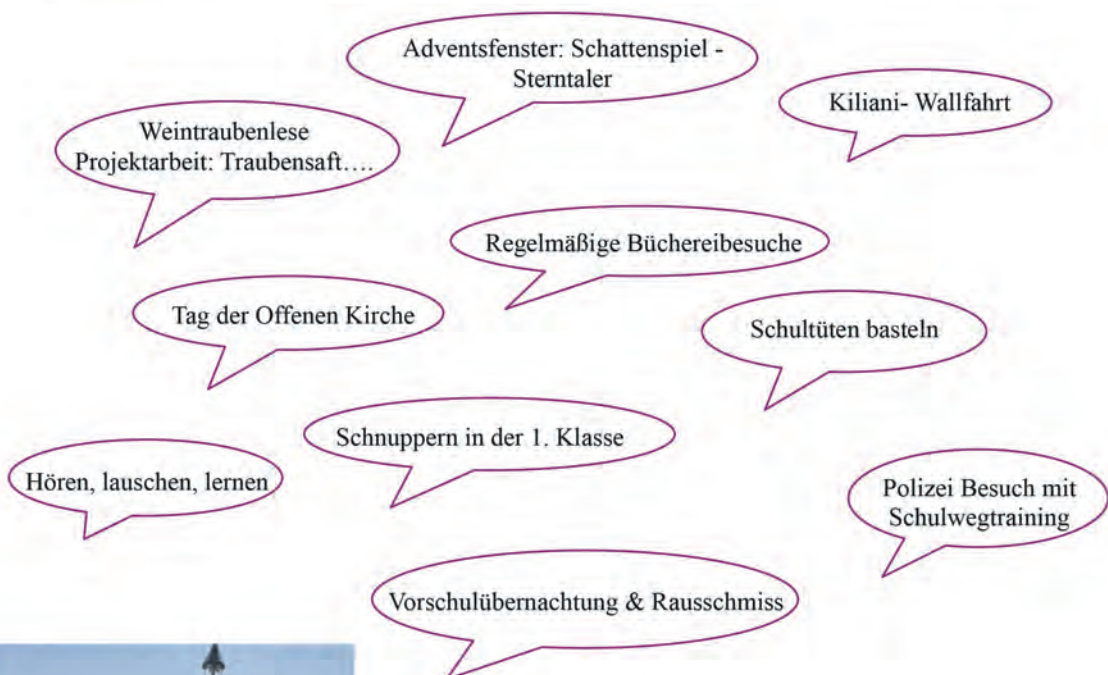 Adventsfenster: Schattenspiel -
Sterntaler
Kiliani- Wallfahrt
Weintraubenlese
Projektarbeit: Traubensaft….
Regelmäßige Büchereibesuche
Tag der Offenen Kirche
Schultüten basteln
Schnuppern in der 1. Klasse
Hören, lauschen, lernen
Polizei Besuch mit
Schulwegtraining
Vorschulübernachtung & Rausschmiss